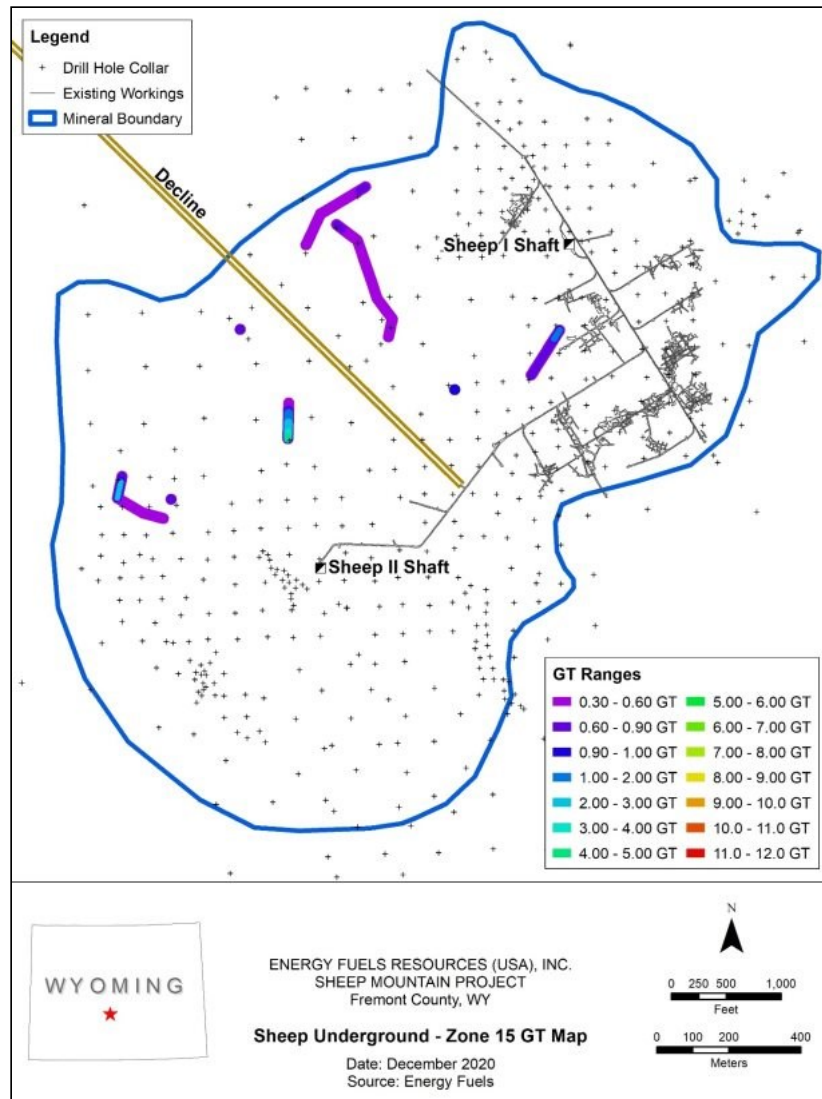 Legend
Drill Hole Collar
Existing Workings
Mineral Boundary
Decline
Sheep I Shaft
Sheep II Shaft
GT Ranges
0.30 - 0.60 GT
0.60 - 0.90 GT
0.90 - 1.00 GT
1.00 - 2.00 GT
2.00 - 3.00 GT
3.00 - 4.00 GT
4.00 - 5.00 GT
5.00 - 6.00 GT
6.00 - 7.00 GT
7.00 - 8.00 GT
8.00 - 9.00 GT
9.00 - 10.0 GT
10.0 - 11.0 GT
11.0 - 12.0 GT
WYOMING
ENERGY FUELS RESOURCES (USA), INC.
SHEEP MOUNTAIN PROJECT
Fremont County, WY
Sheep Underground - Zone 15 GT Map
Date: December 2020
Source: Energy Fuels
N
0 250 500 1,000
Feet
0 100 200 400
Meters